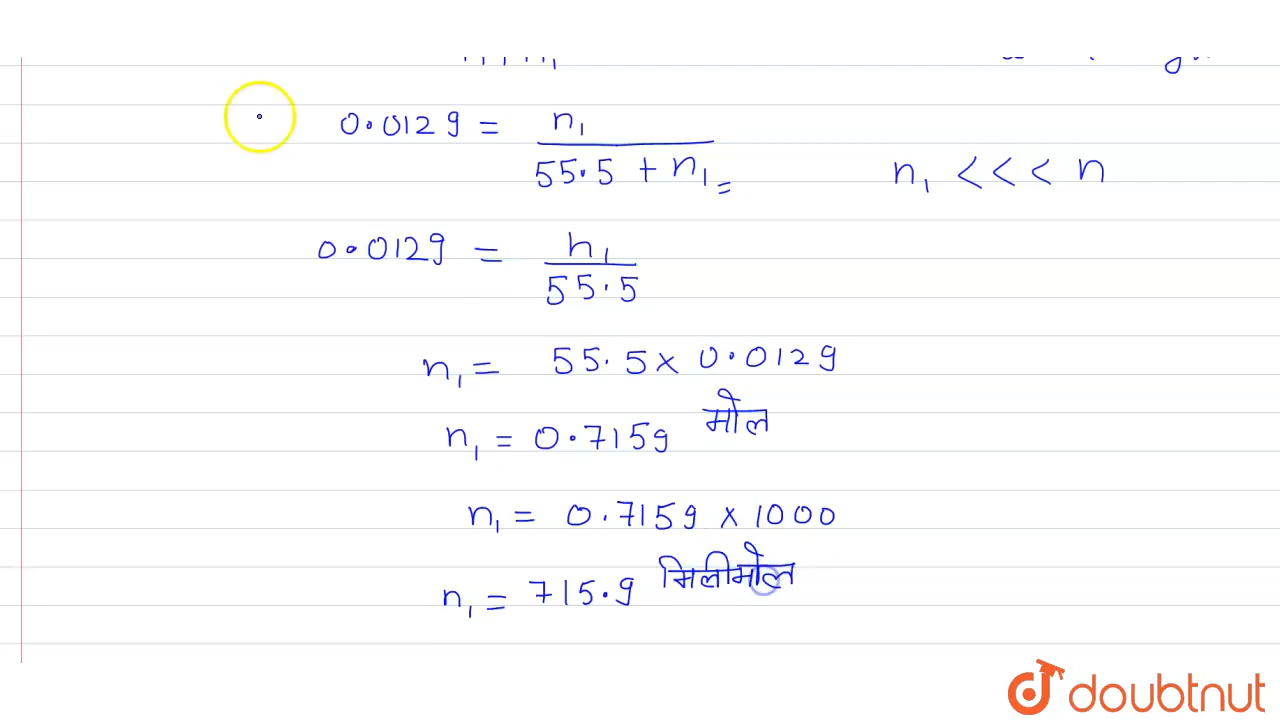 0.0129 = n₁ / (55.5 + n₁) =
n₁ <<< n
0.0129 = n₁ / 55.5
n₁ = 55.5 x 0.0129
n₁ = 0.7159 मोल
n₁ = 0.7159 x 1000
n₁ = 715.9 मिलीमोल
doubtnut